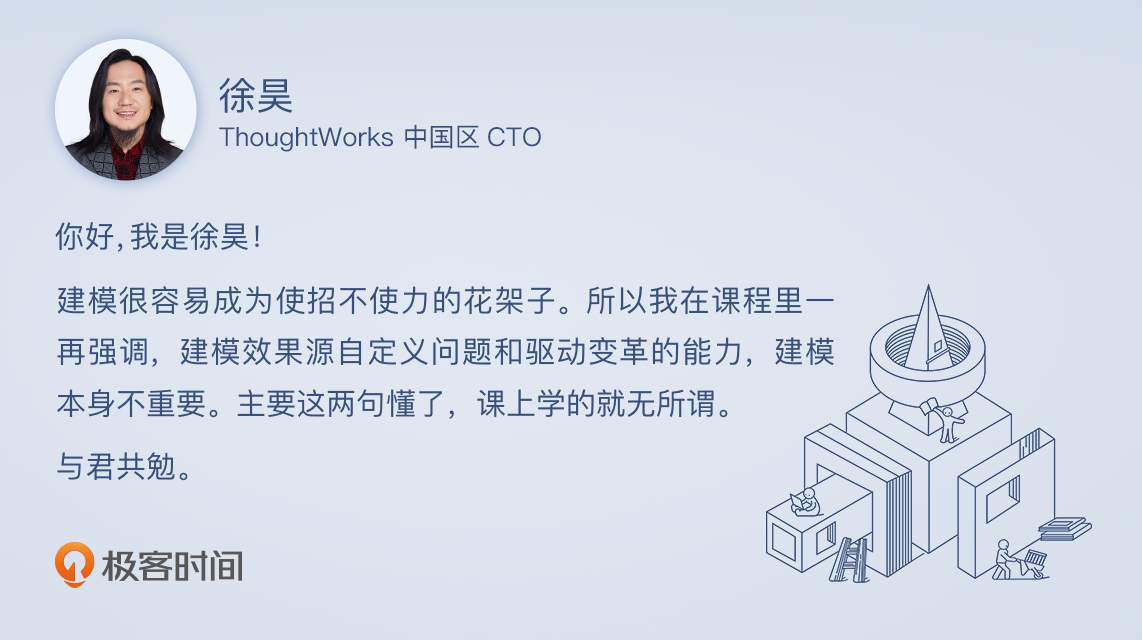 徐昊
ThoughtWorks 中国区 CTO
你好，我是徐昊！
建模很容易成为使招不使力的花架子。所以我在课程里一
再强调，建模效果源自定义问题和驱动变革的能力，建模
本身不重要。主要这两句懂了，课上学的就无所谓。
与君共勉。
极客时间